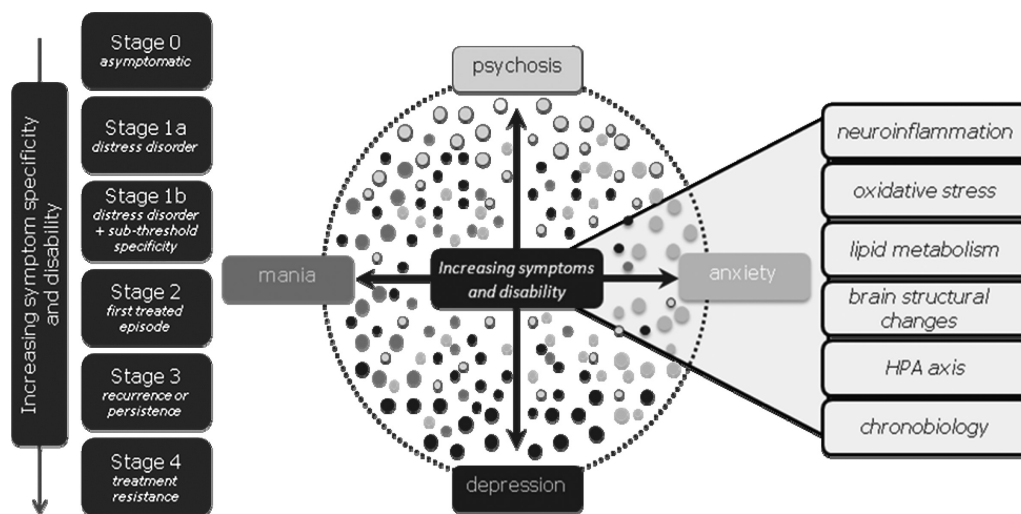 Increasing symptom specificity
and disability
Stage 0
asymptomatic
Stage 1a
distress disorder
Stage 1b
distress disorder
+ sub-threshold
specificity
Stage 2
first treated
episode
Stage 3
recurrence or
persistence
Stage 4
treatment
resistance
psychosis
mania
Increasing symptoms
and disability
anxiety
depression
neuroinflammation
oxidative stress
lipid metabolism
brain structural
changes
HPA axis
chronobiology